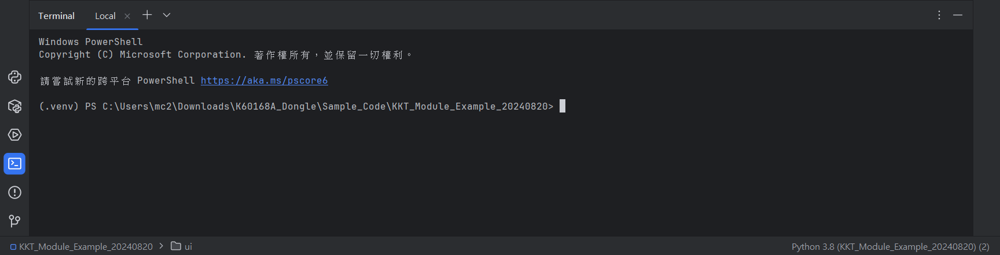 Terminal Local
Windows PowerShell
Copyright (C) Microsoft Corporation. 著作權所有，並保留一切權利。
請嘗試新的跨平台 PowerShell https://aka.ms/pscore6
(.venv) PS C:\Users\mc2\Downloads\K60168A_Dongle\Sample_Code\KKT_Module_Example_20240820>
KKT_Module_Example_20240820 > ui
Python 3.8 (KKT_Module_Example_20240820) (2)